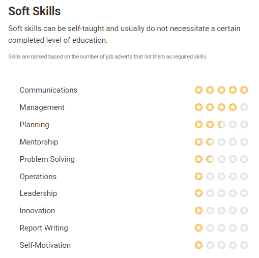 Soft Skills
Soft skills can be self-taught and usually do not necessitate a certain
completed level of education.
Skills are ranked based on the number of job adverts that list them as required skills.
Communications
Management
Planning
Mentorship
Problem Solving
Operations
Leadership
Innovation
Report Writing
Self-Motivation